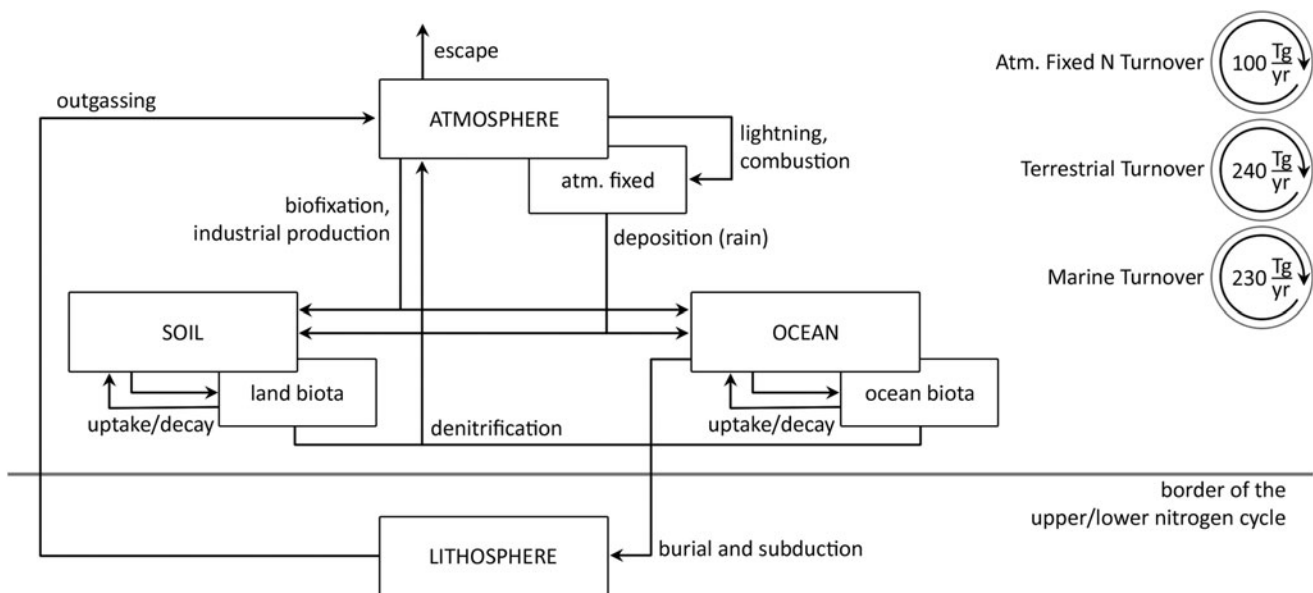 escape
outgassing
ATMOSPHERE
lightning,
combustion
atm. fixed
biofixation,
industrial production
deposition (rain)
Atm. Fixed N Turnover
100 Tg/yr
Terrestrial Turnover
240 Tg/yr
Marine Turnover
230 Tg/yr
SOIL
OCEAN
land biota
ocean biota
uptake/decay
denitrification
uptake/decay
border of the
upper/lower nitrogen cycle
LITHOSPHERE
burial and subduction